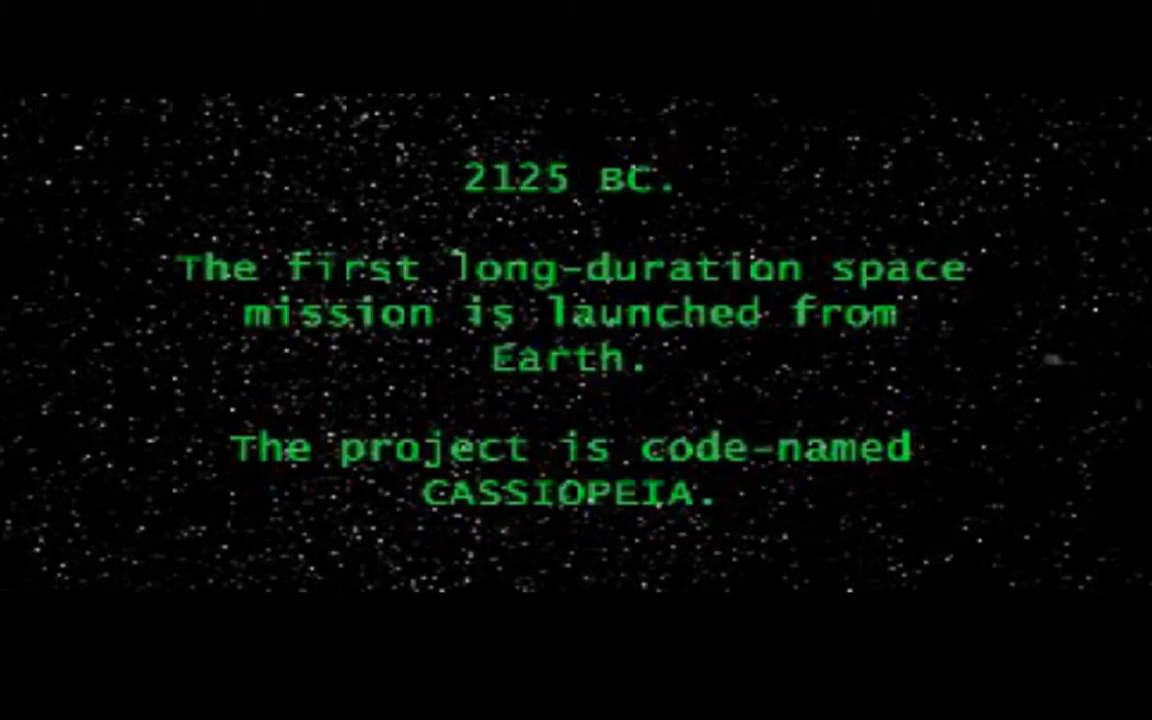 2125 BC.
The first long-duration space
mission is launched from
Earth.
The project is code-named
CASSIOPEIA.